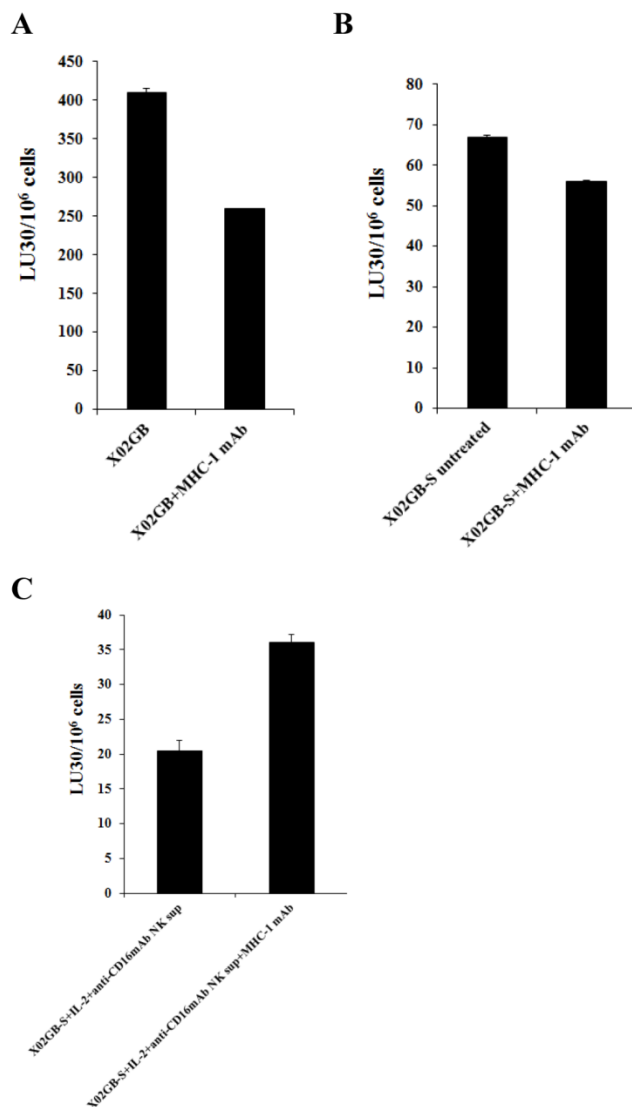 A
LU30/10⁶ cells
450
400
350
300
250
200
150
100
50
0
X02GB
X02GB+MHC-1 mAb
B
LU30/10⁶ cells
80
70
60
50
40
30
20
10
0
X02GB-S untreated
X02GB-S+MHC-1 mAb
C
LU30/10⁶ cells
40
35
30
25
20
15
10
5
0
X02GB-S+IL-2+anti-CD16mAb NK sup
X02GB-S+IL-2+anti-CD16mAb NK sup+MHC-1 mAb